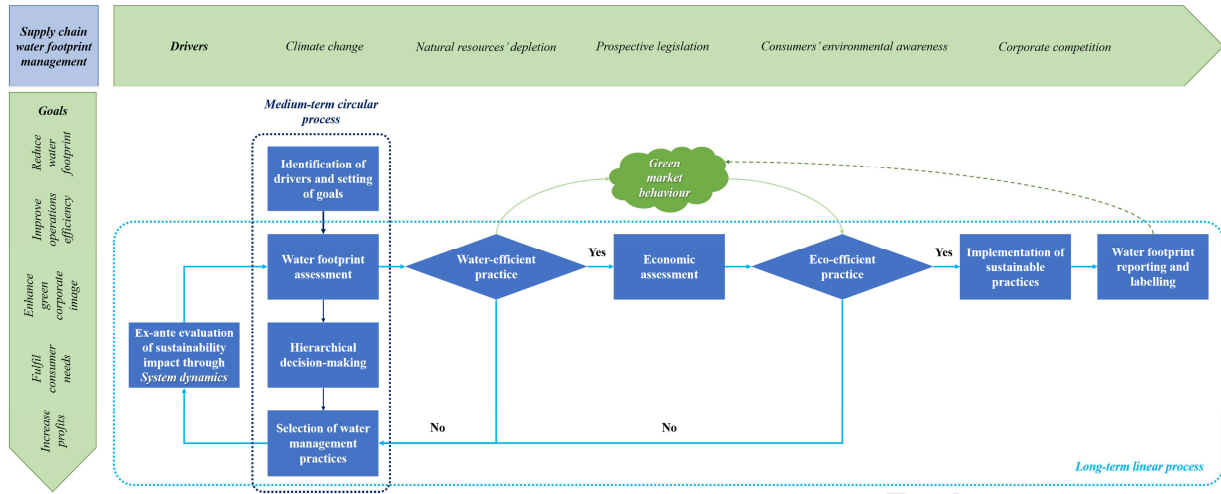 Supply chain
water footprint
management
Drivers
Climate change
Natural resources' depletion
Prospective legislation
Consumers' environmental awareness
Corporate competition
Goals
Reduce
water
footprint
Improve
operations
efficiency
Enhance
green
corporate
image
Fulfil
consumer
needs
Increase
profits
Medium-term circular
process
Identification of
drivers and setting
of goals
Green
market
behaviour
Water footprint
assessment
Water-efficient
practice
Yes
Economic
assessment
Eco-efficient
practice
Yes
Implementation of
sustainable
practices
Water footprint
reporting and
labelling
Ex-ante evaluation
of sustainability
impact through
System dynamics
Hierarchical
decision-making
Selection of water
management
practices
No
No
Long-term linear process